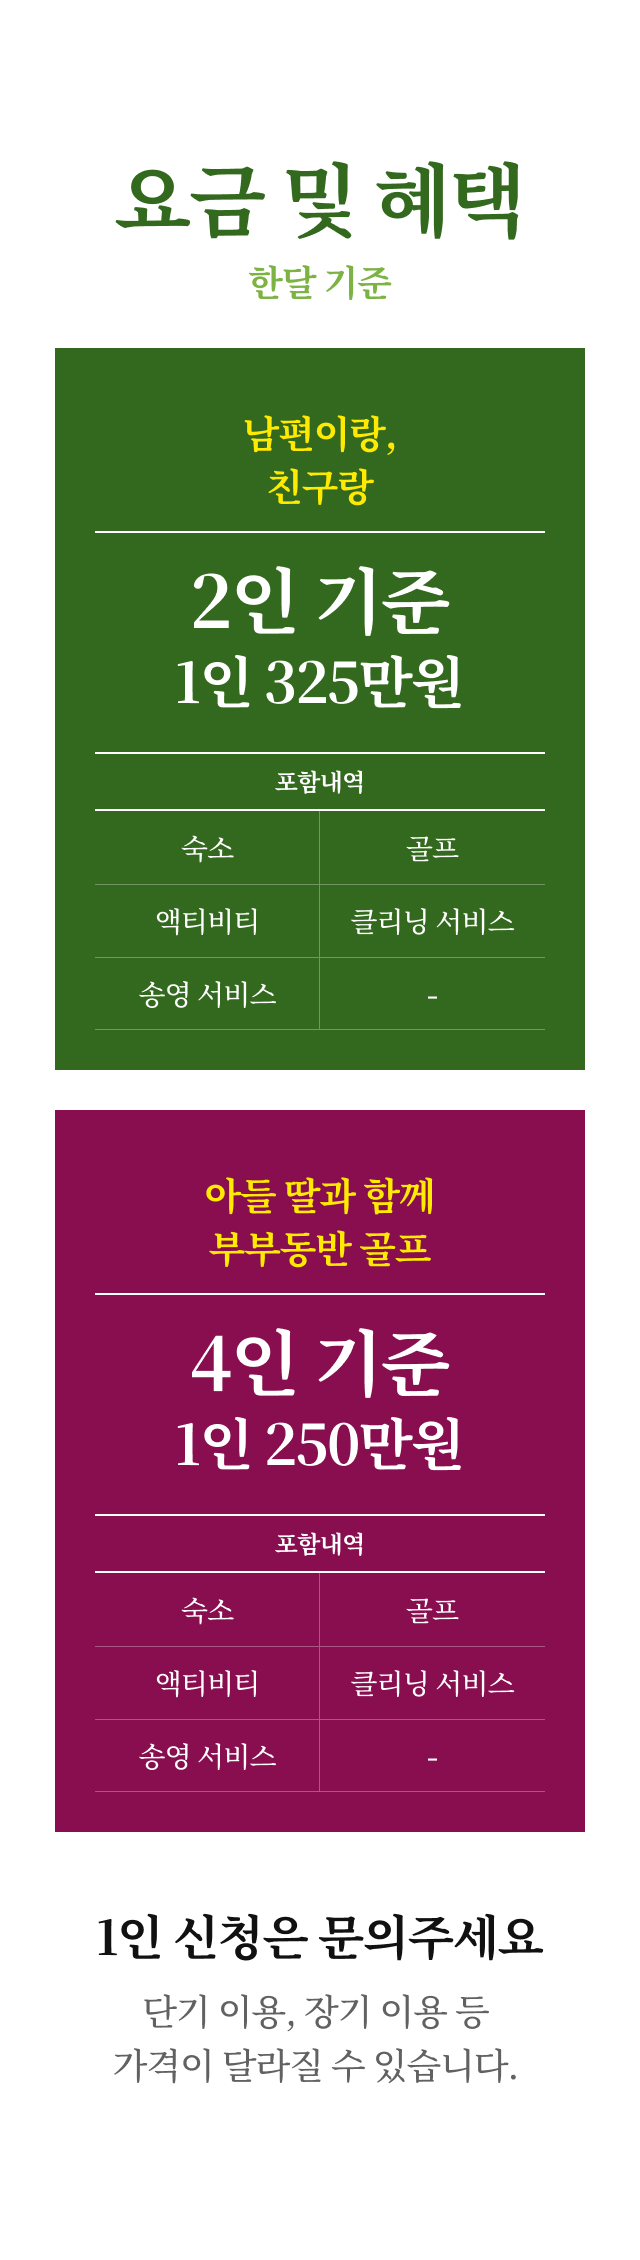 요금 및 혜택
한달 기준
남편이랑,
친구랑
2인 기준
1인 325만원
포함내역
숙소 골프
액티비티 클리닝 서비스
송영 서비스 -
아들 딸과 함께
부부동반 골프
4인 기준
1인 250만원
포함내역
숙소 골프
액티비티 클리닝 서비스
송영 서비스 -
1인 신청은 문의주세요
단기 이용, 장기 이용 등
가격이 달라질 수 있습니다.